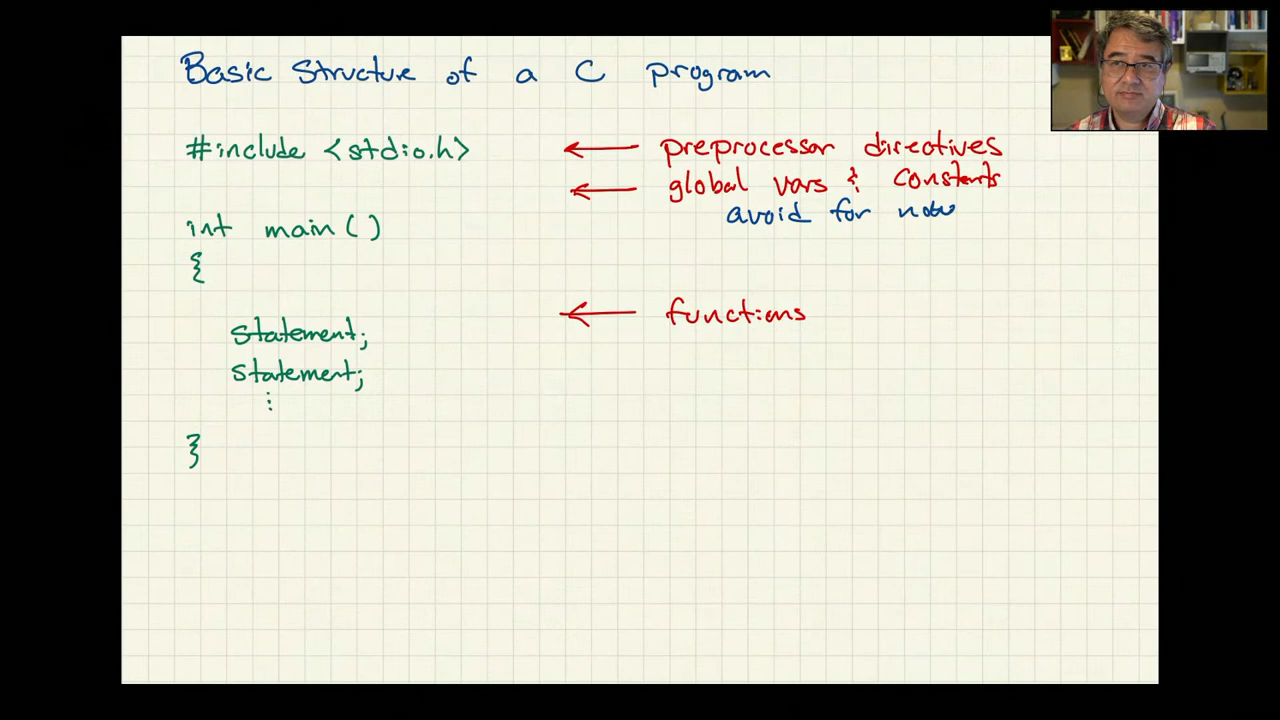 Basic Structure of a C program
#include <stdio.h> ← preprocessor directives
← global vars & constants
avoid for now
int main()
{
← functions
statement;
statement;
⋮
}